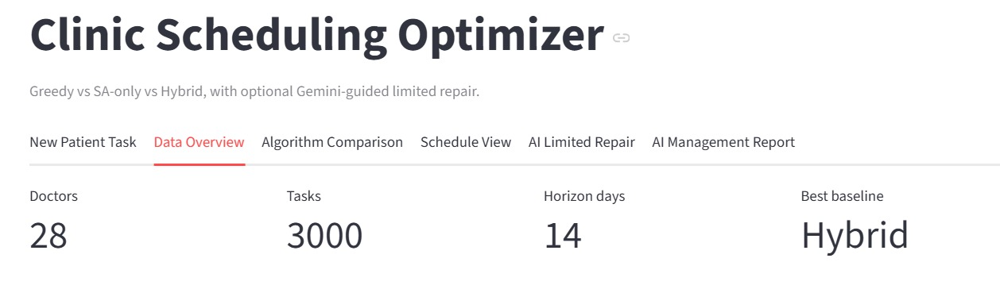 Clinic Scheduling Optimizer
Greedy vs SA-only vs Hybrid, with optional Gemini-guided limited repair.
New Patient Task Data Overview Algorithm Comparison Schedule View AI Limited Repair AI Management Report
Doctors Tasks Horizon days Best baseline
28 3000 14 Hybrid